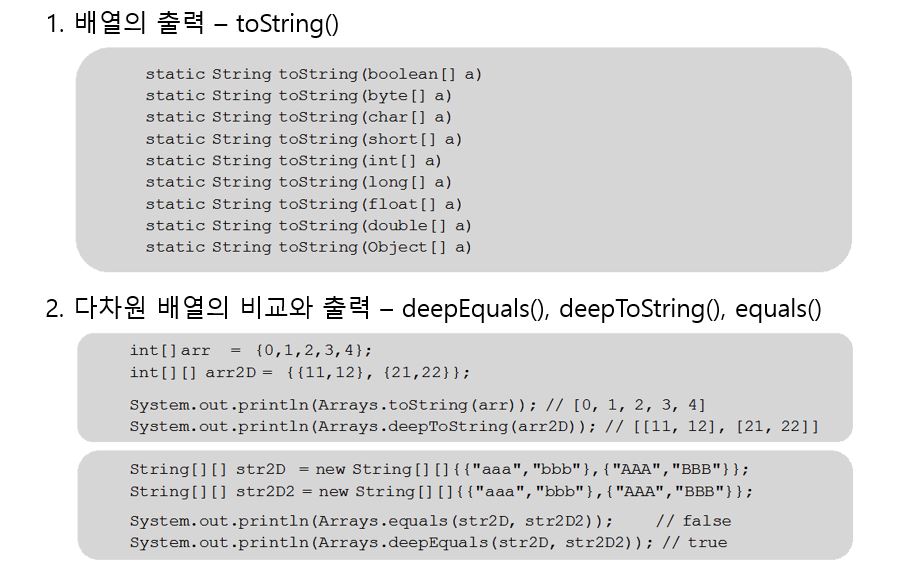 1. 배열의 출력 – toString()
static String toString(boolean[] a)
static String toString(byte[] a)
static String toString(char[] a)
static String toString(short[] a)
static String toString(int[] a)
static String toString(long[] a)
static String toString(float[] a)
static String toString(double[] a)
static String toString(Object[] a)
2. 다차원 배열의 비교와 출력 – deepEquals(), deepToString(), equals()
int[] arr = {0,1,2,3,4};
int[][] arr2D = {{11,12}, {21,22}};
System.out.println(Arrays.toString(arr)); // [0, 1, 2, 3, 4]
System.out.println(Arrays.deepToString(arr2D)); // [[11, 12], [21, 22]]
String[][] str2D = new String[][]{{"aaa","bbb"},{"AAA","BBB"}};
String[][] str2D2 = new String[][]{{"aaa","bbb"},{"AAA","BBB"}};
System.out.println(Arrays.equals(str2D, str2D2)); // false
System.out.println(Arrays.deepEquals(str2D, str2D2)); // true